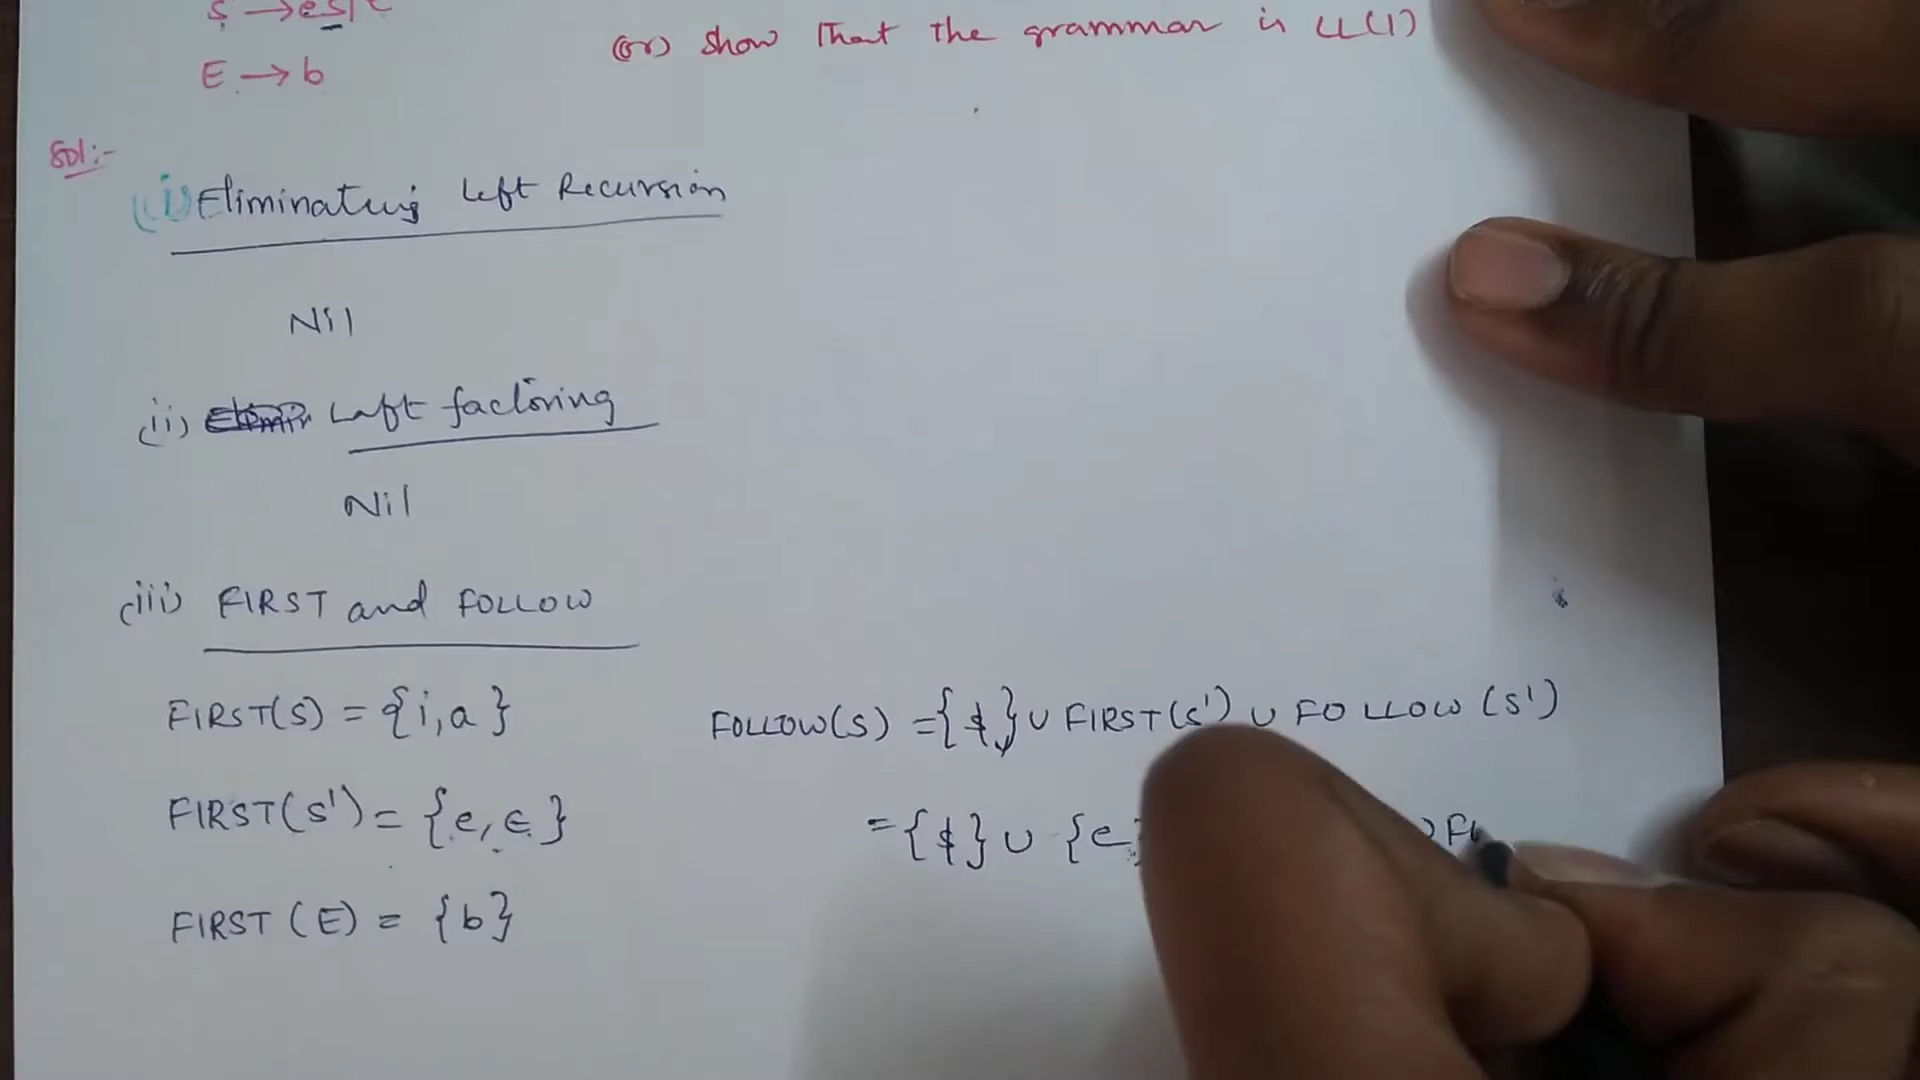 S → es|ϵ
(or) show That the grammar is LL(1)
E → b
Sol:-
(i) Eliminating Left Recursion
Nil
(ii) Left factoring
Nil
(iii) FIRST and FOLLOW
FIRST(S) = {i,a}
FOLLOW(S) = {$} ∪ FIRST(S') ∪ FOLLOW(S')
FIRST(S') = {e, ϵ}
= {$} ∪ {e
FIRST(E) = {b}